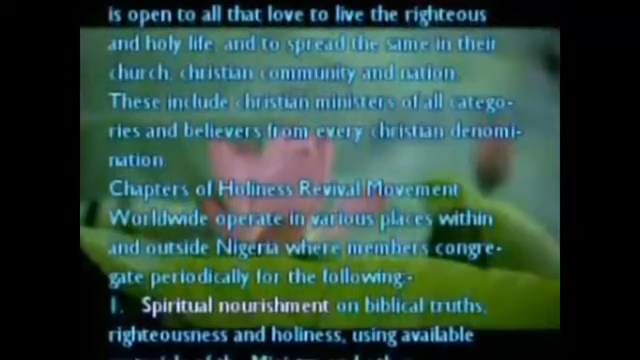 is open to all that love to live the righteous
and holy life, and to spread the same in their
church, christian community and nation.
These include christian ministers of all catego-
ries and believers from every christian denomi-
nation.
Chapters of Holiness Revival Movement
Worldwide operate in various places within
and outside Nigeria where members congre-
gate periodically for the following:-
1. Spiritual nourishment on biblical truths,
righteousness and holiness, using available